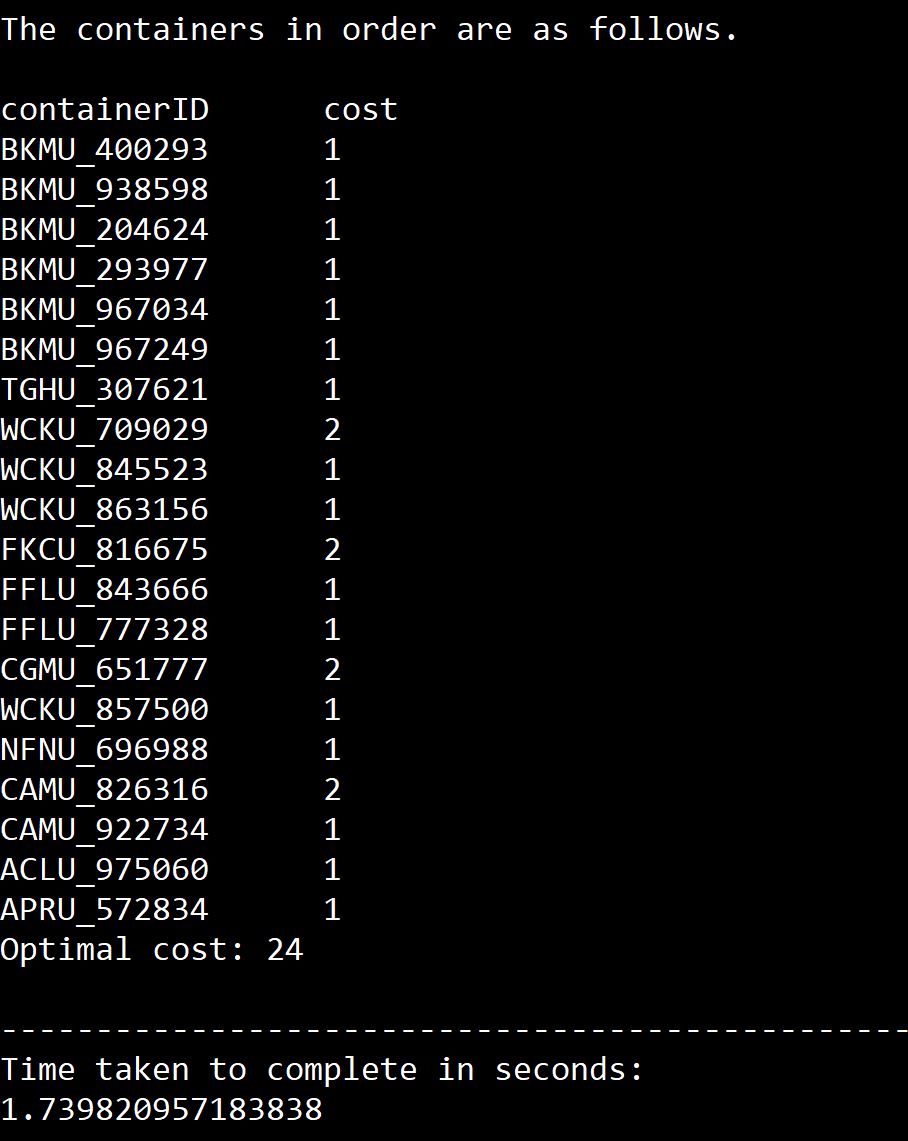 The containers in order are as follows.
containerID cost
BKMU_400293 1
BKMU_938598 1
BKMU_204624 1
BKMU_293977 1
BKMU_967034 1
BKMU_967249 1
TGHU_307621 1
WCKU_709029 2
WCKU_845523 1
WCKU_863156 1
FKCU_816675 2
FFLU_843666 1
FFLU_777328 1
CGMU_651777 2
WCKU_857500 1
NFNU_696988 1
CAMU_826316 2
CAMU_922734 1
ACLU_975060 1
APRU_572834 1
Optimal cost: 24
------------------------------------------------
Time taken to complete in seconds:
1.739820957183838